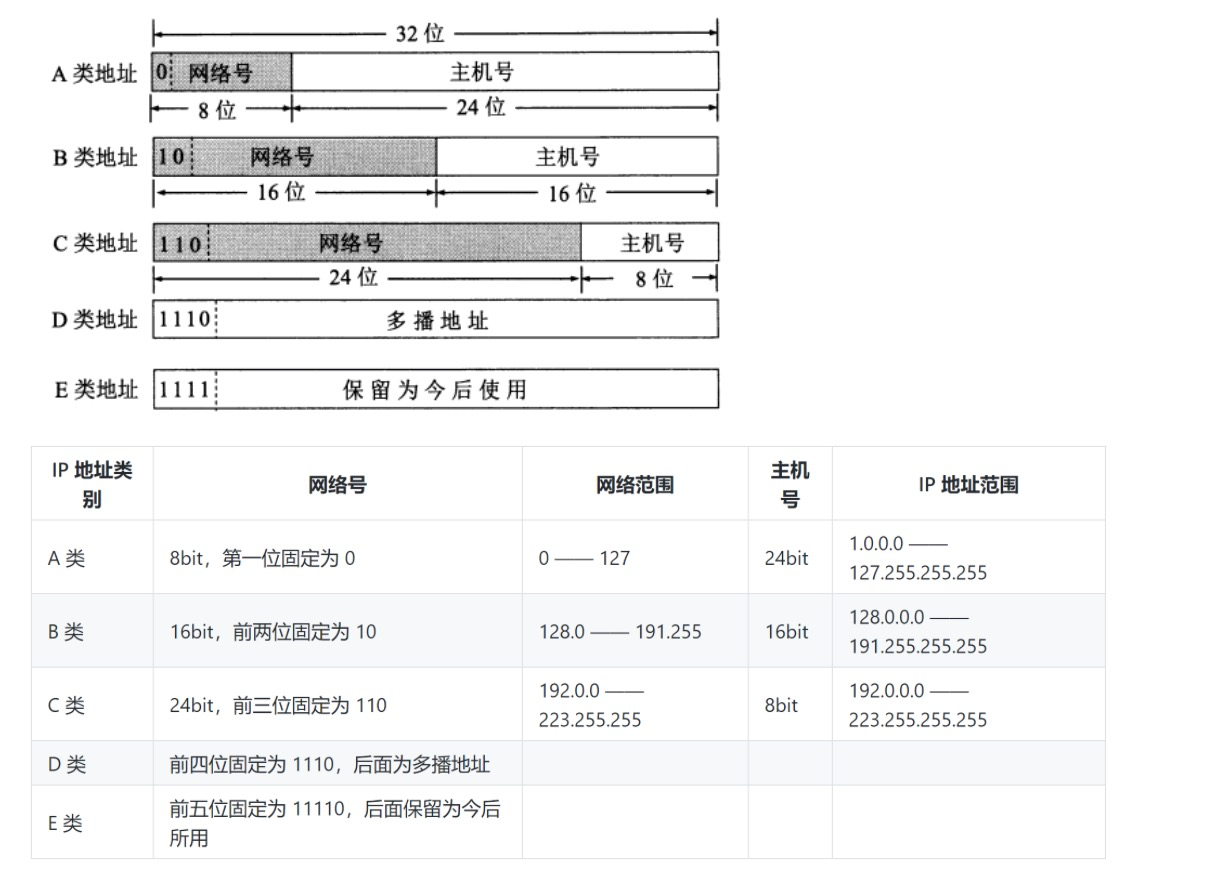 32 位
A 类地址 0 网络号 主机号
8 位 24 位
B 类地址 10 网络号 主机号
16 位 16 位
C 类地址 110 网络号 主机号
24 位 8 位
D 类地址 1110 多播地址
E 类地址 1111 保留为今后使用
IP 地址类
别
网络号
网络范围
主机
号
IP 地址范围
A 类
8bit，第一位固定为 0
0 —— 127
24bit
1.0.0.0 ——
127.255.255.255
B 类
16bit，前两位固定为 10
128.0 —— 191.255
16bit
128.0.0.0 ——
191.255.255.255
C 类
24bit，前三位固定为 110
192.0.0 ——
223.255.255
8bit
192.0.0.0 ——
223.255.255.255
D 类
前四位固定为 1110，后面为多播地址
E 类
前五位固定为 11110，后面保留为今后
所用